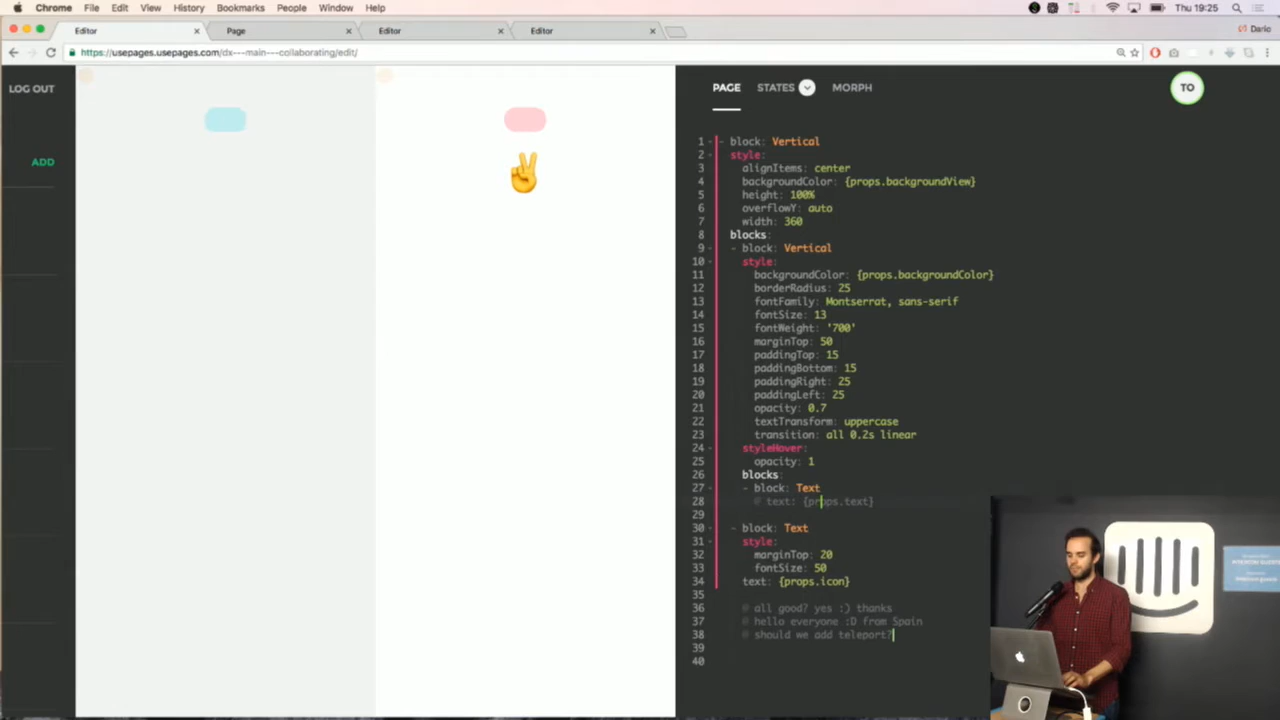 Chrome File Edit View History Bookmarks People Window Help
Thu 19:25
Editor
Page
Editor
Editor
Dario
https://usepages.usepages.com/dx---main---collaborating/edit/
LOG OUT
ADD
PAGE
STATES
MORPH
TO
1 - block: Vertical
2 style:
3 alignItems: center
4 backgroundColor: {props.backgroundView}
5 height: 100%
6 overflowY: auto
7 width: 360
8 blocks:
9 - block: Vertical
10 style:
11 backgroundColor: {props.backgroundColor}
12 borderRadius: 25
13 fontFamily: Montserrat, sans-serif
14 fontSize: 13
15 fontWeight: '700'
16 marginTop: 50
17 paddingTop: 15
18 paddingBottom: 15
19 paddingRight: 25
20 paddingLeft: 25
21 opacity: 0.7
22 textTransform: uppercase
23 transition: all 0.2s linear
24 styleHover:
25 opacity: 1
26 blocks:
27 - block: Text
28 # text: {props.text}
29
30 - block: Text
31 style:
32 marginTop: 20
33 fontSize: 50
34 text: {props.icon}
35
36 # all good? yes :) thanks
37 # hello everyone :D from Spain
38 # should we add teleport?
39
40